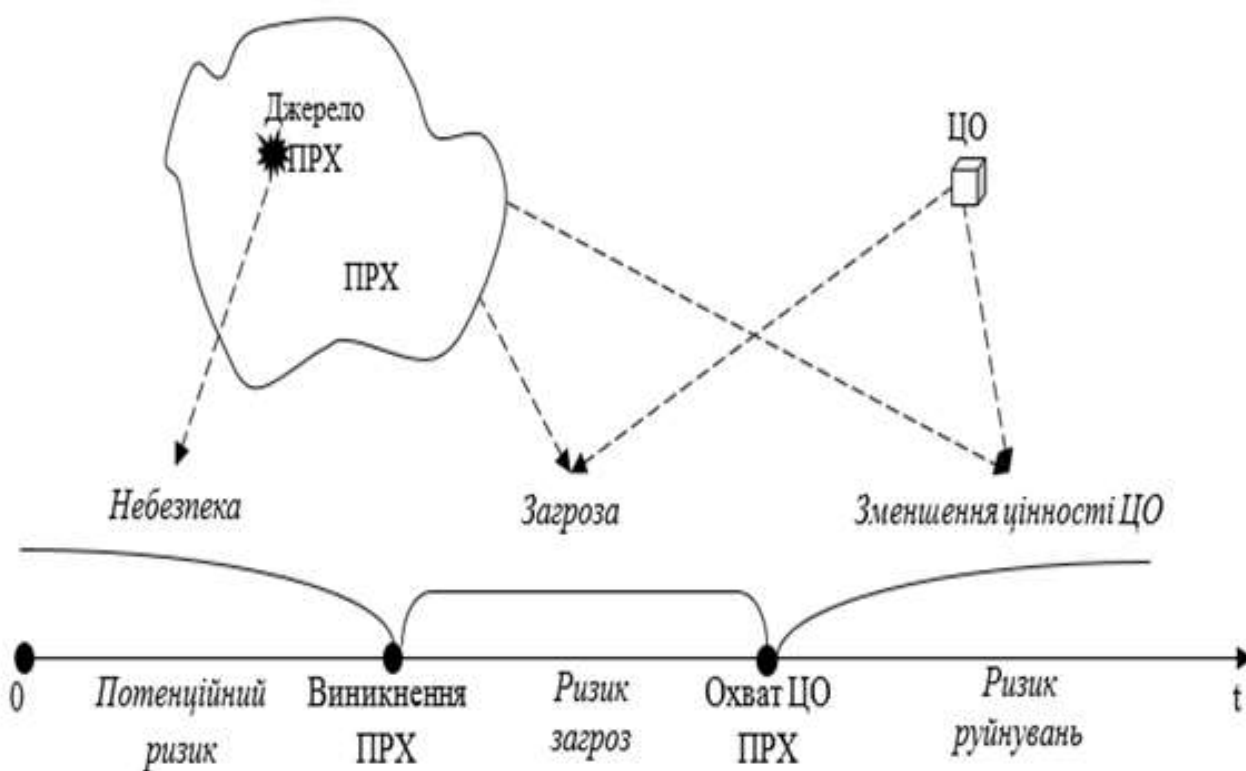 Джерело
ПРХ
ЦО
ПРХ
Небезпека
Загроза
Зменшення цінності ЦО
0
Потенційний
ризик
Виникнення
ПРХ
Ризик
загроз
Охват ЦО
ПРХ
Ризик
руйнувань
t